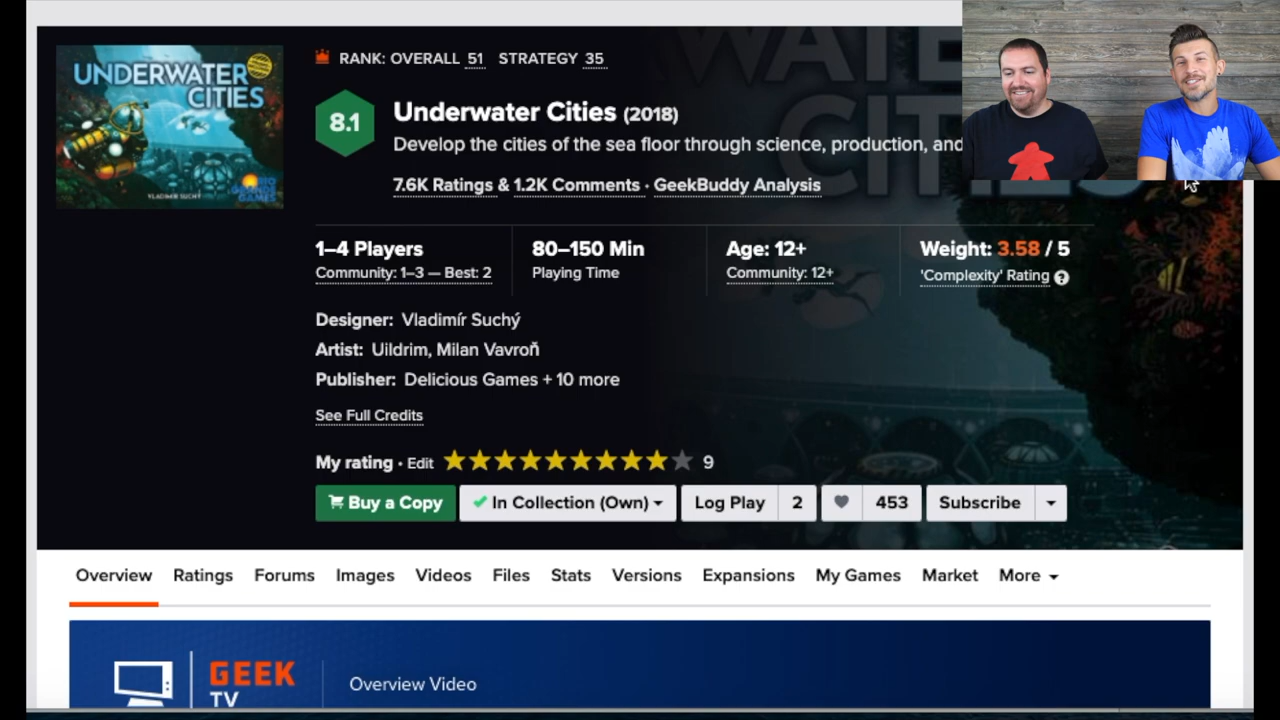 UNDERWATER
CITIES
VLADIMÍR SUCHÝ
RANK: OVERALL 51 STRATEGY 35
8.1
Underwater Cities (2018)
Develop the cities of the sea floor through science, production, and
7.6K Ratings & 1.2K Comments · GeekBuddy Analysis
1–4 Players
Community: 1–3 — Best: 2
80–150 Min
Playing Time
Age: 12+
Community: 12+
Weight: 3.58 / 5
'Complexity' Rating ?
Designer: Vladimír Suchý
Artist: Uildrim, Milan Vavroň
Publisher: Delicious Games + 10 more
See Full Credits
My rating · Edit 9
Buy a Copy In Collection (Own) Log Play 2 453 Subscribe
Overview Ratings Forums Images Videos Files Stats Versions Expansions My Games Market More
GEEK
TV
Overview Video